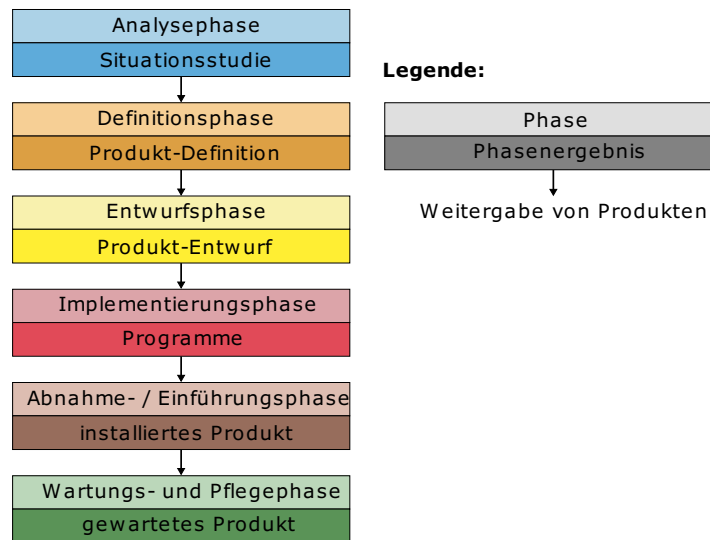 Analysephase
Situationsstudie
Definitionsphase
Produkt-Definition
Entwurfsphase
Produkt-Entwurf
Implementierungsphase
Programme
Abnahme- / Einführungsphase
installiertes Produkt
Wartungs- und Pflegephase
gewartetes Produkt
Legende:
Phase
Phasenergebnis
Weitergabe von Produkten